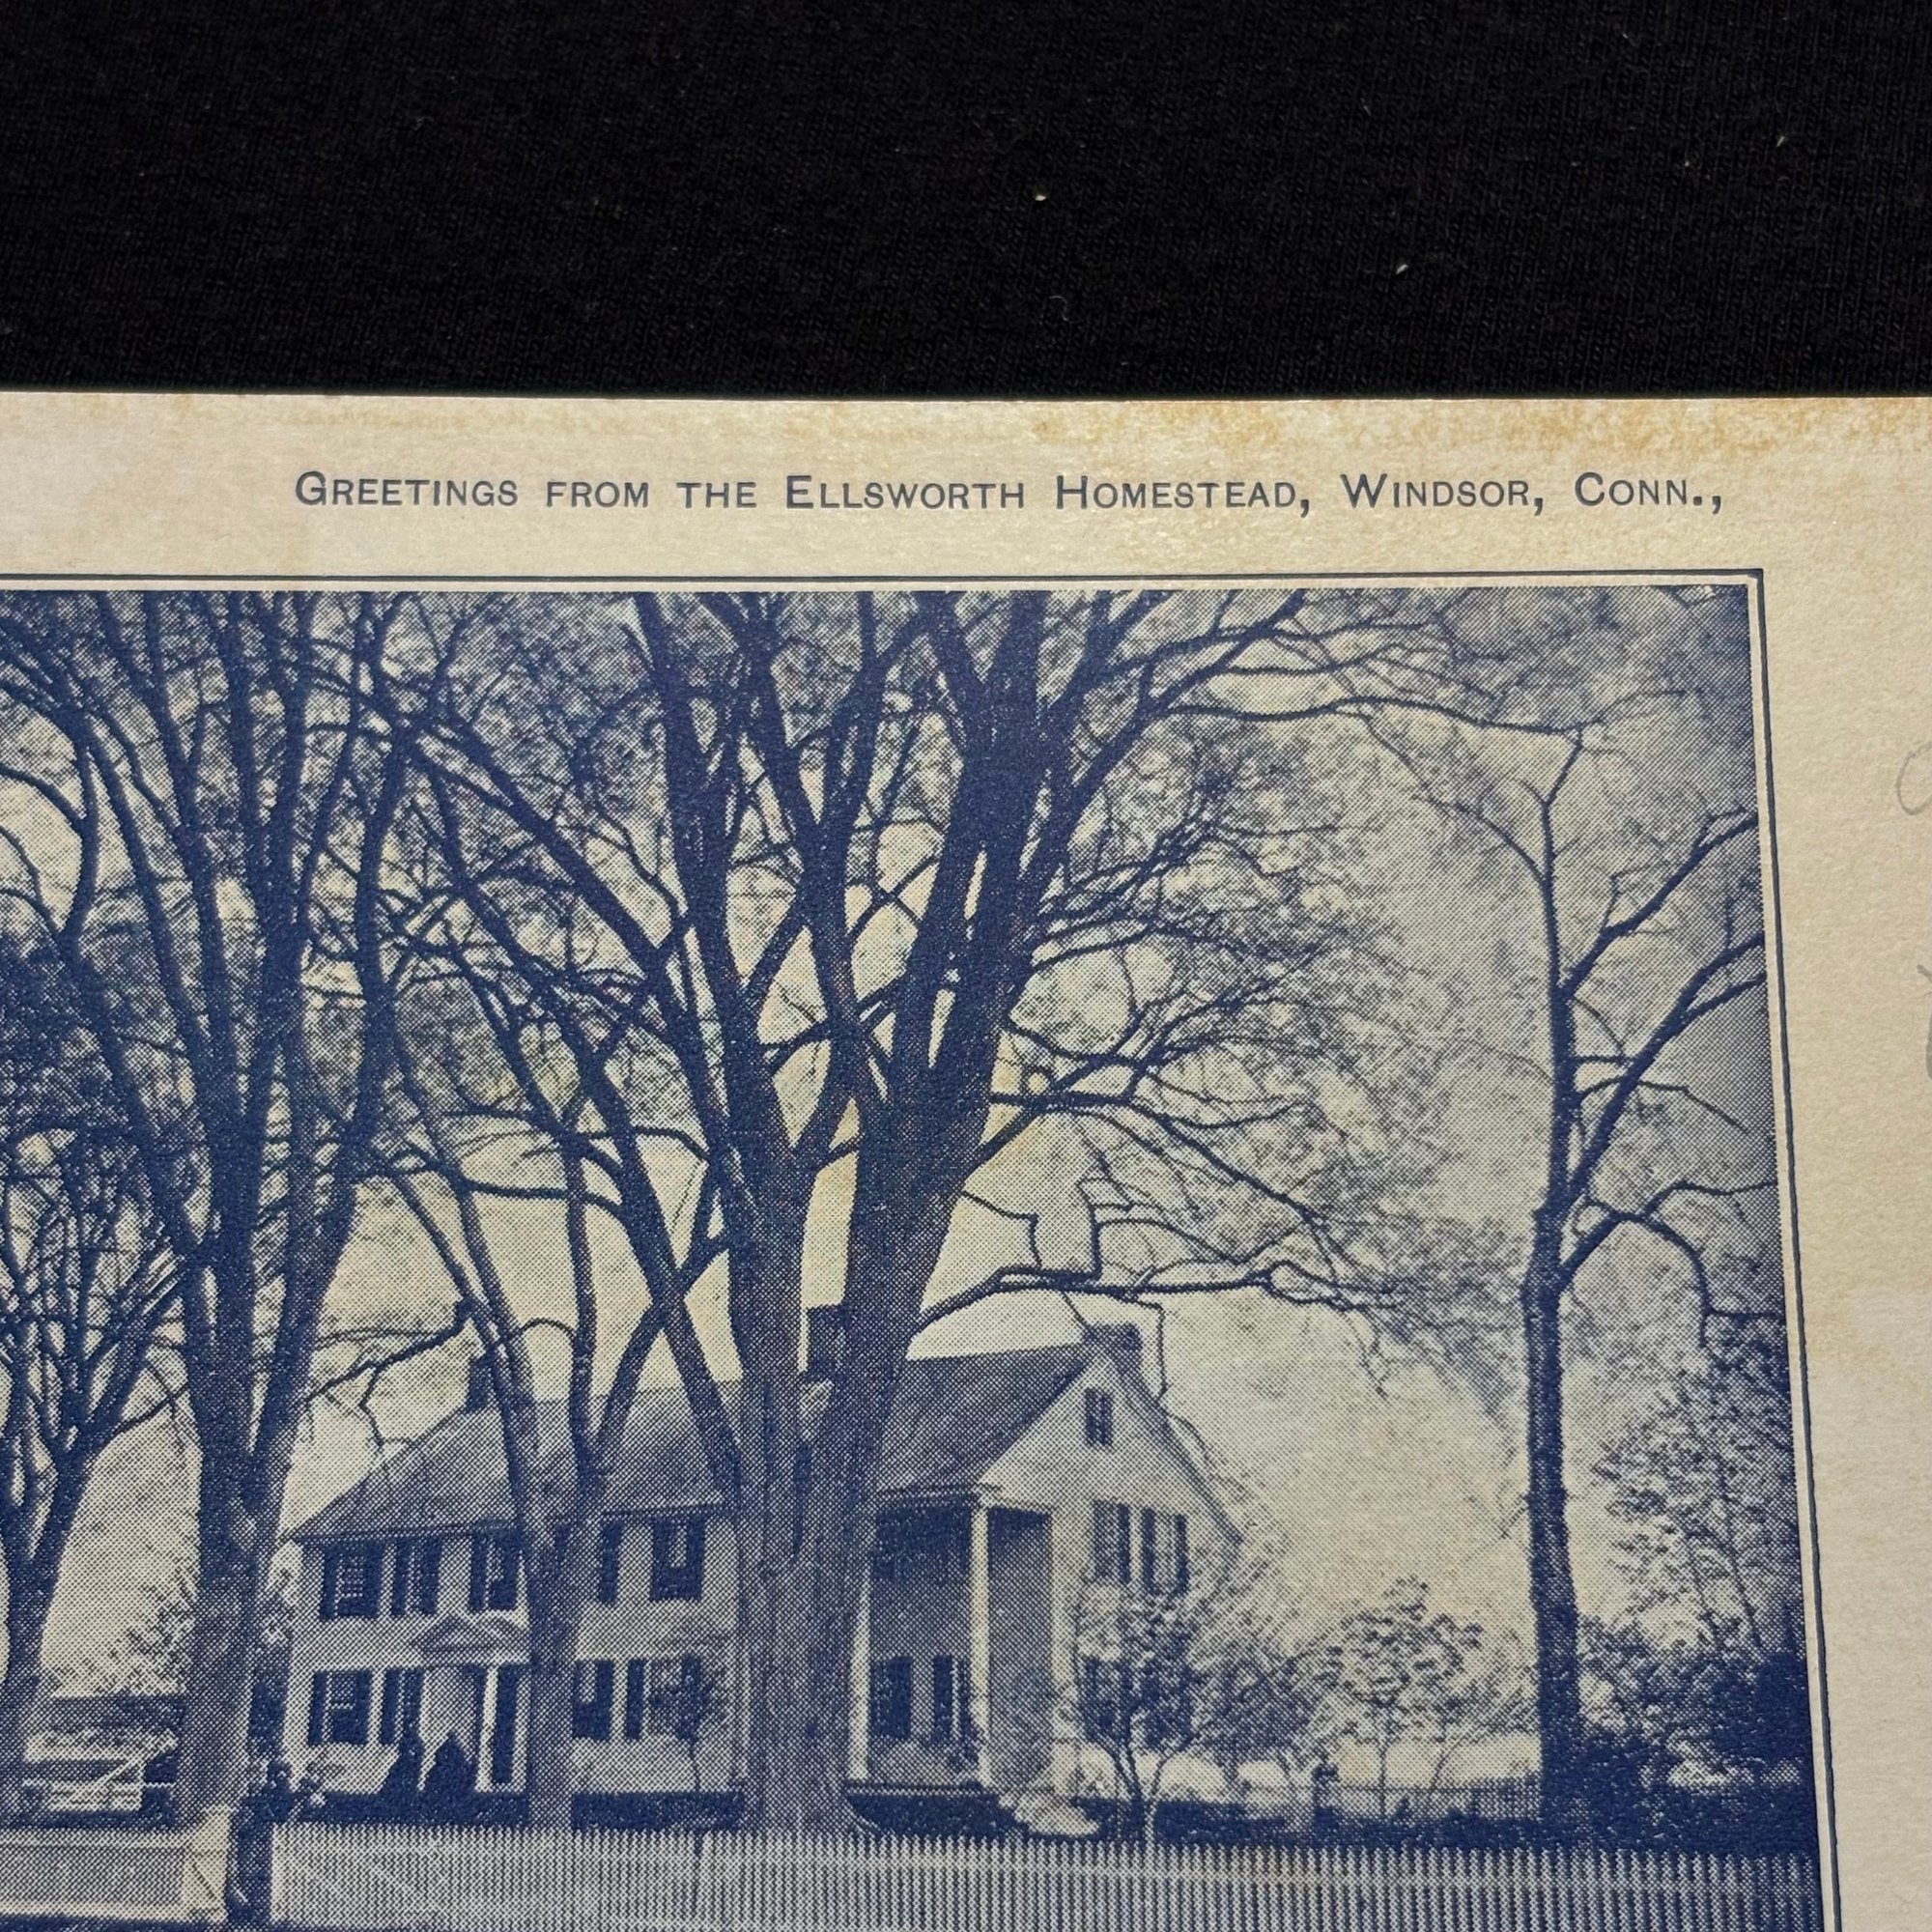 Greetings from the Ellsworth Homestead, Windsor, Conn.,